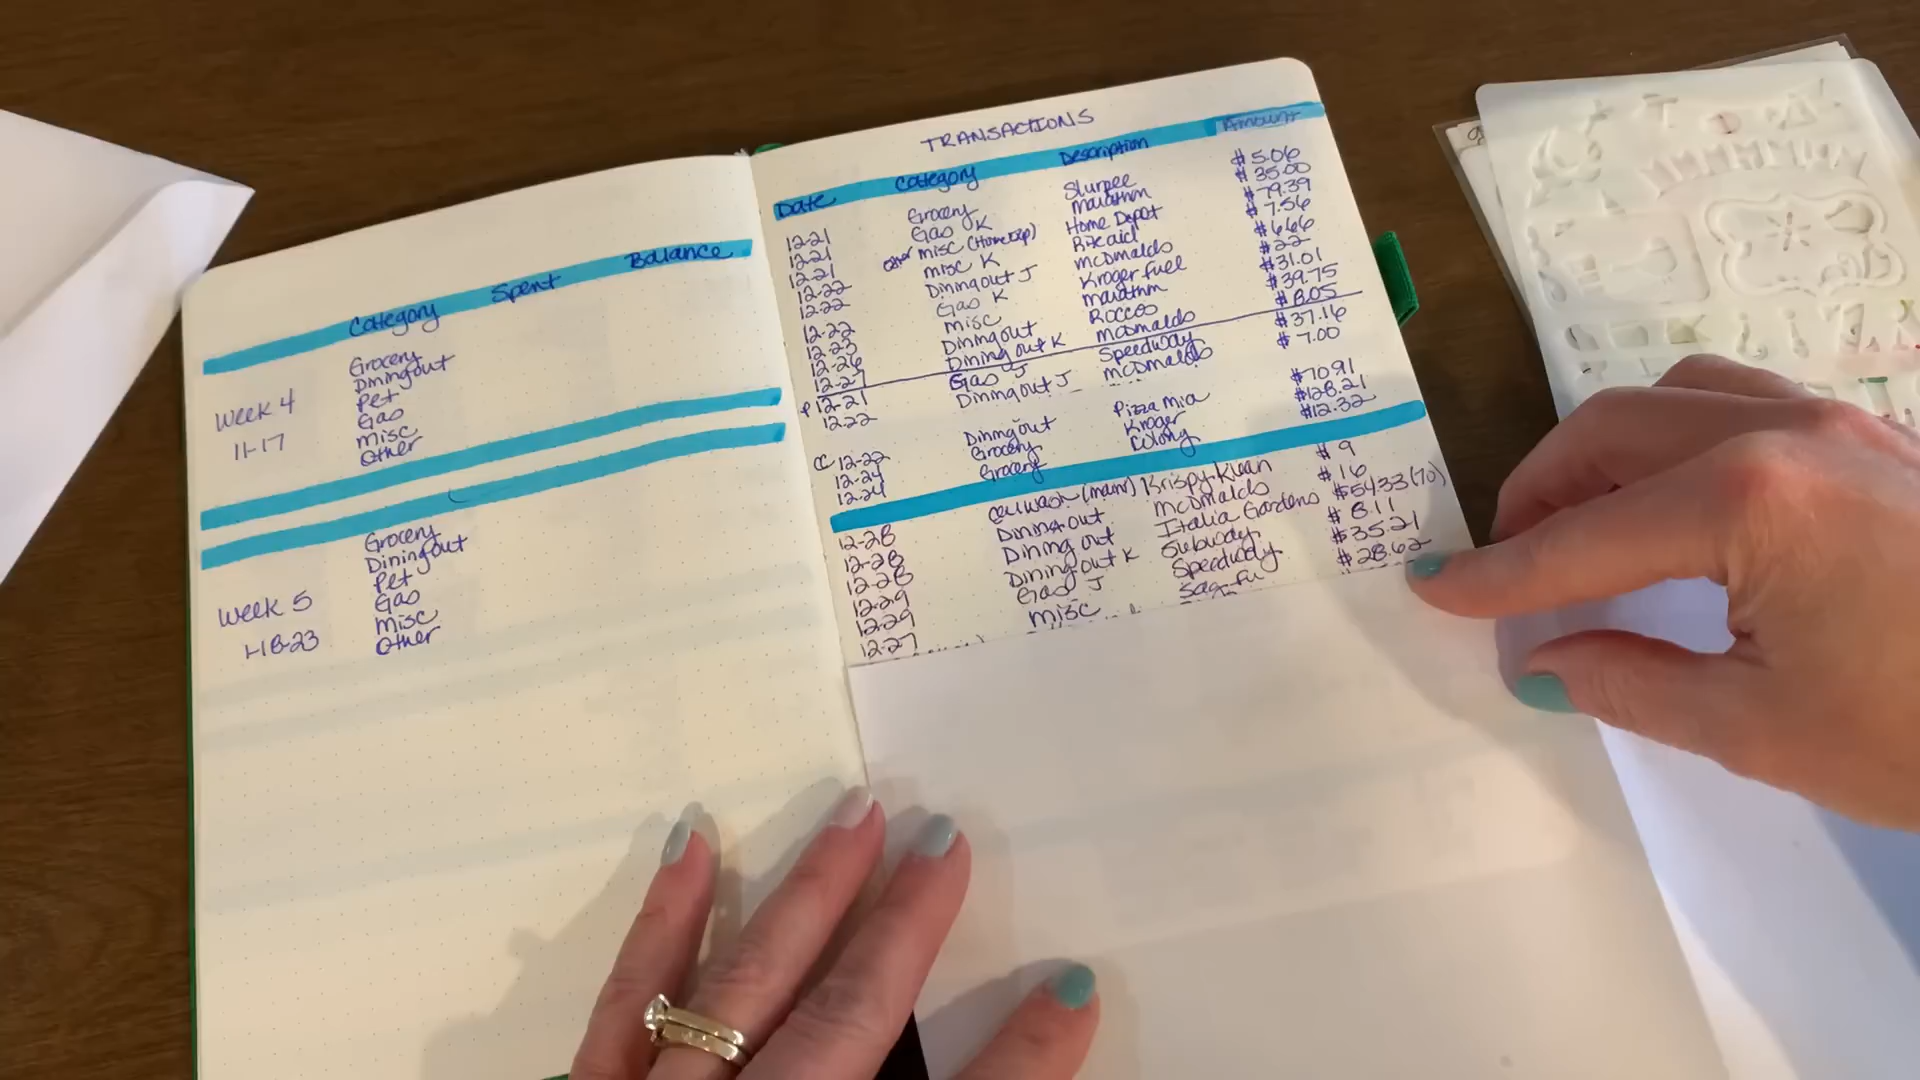 Category Spent Balance
Grocery
Dining out
Week 4 Pet
Gas
11-17 Misc
Other
Grocery
Dining out
Week 5 Pet
Gas
1-18-23 Misc
Other
TRANSACTIONS
Date Category Description Amount
12-21 Grocery Slurpee $5.06
12-21 Gas K Marathon $35.00
12-21 other Misc (Home Dep) Home Depot $79.39
12-22 Misc K Riteaid $7.56
12-22 Dining out J McDonalds $6.66
12-22 Gas K Kroger fuel $22
12-23 Misc Marathon $31.01
12-26 Dining out Roccos $39.75
12-27 Dining out K McDonalds $8.05
P 12-21 Gas J Speedway $37.16
12-22 Dining out J McDonalds $7.00
CC 12-22 Dining out Pizza Mia $70.91
12-24 Grocery Kroger $128.21
12-24 Grocery Colony $12.32
12-28 Car Wash Krispy Klean $9
12-28 Dining out McDonalds $16
12-28 Dining out Italia Gardens $54.33 (70)
12-29 Dining out K Subway $8.11
12-29 Gas J Speedway $35.21
12-27 Misc $28.62